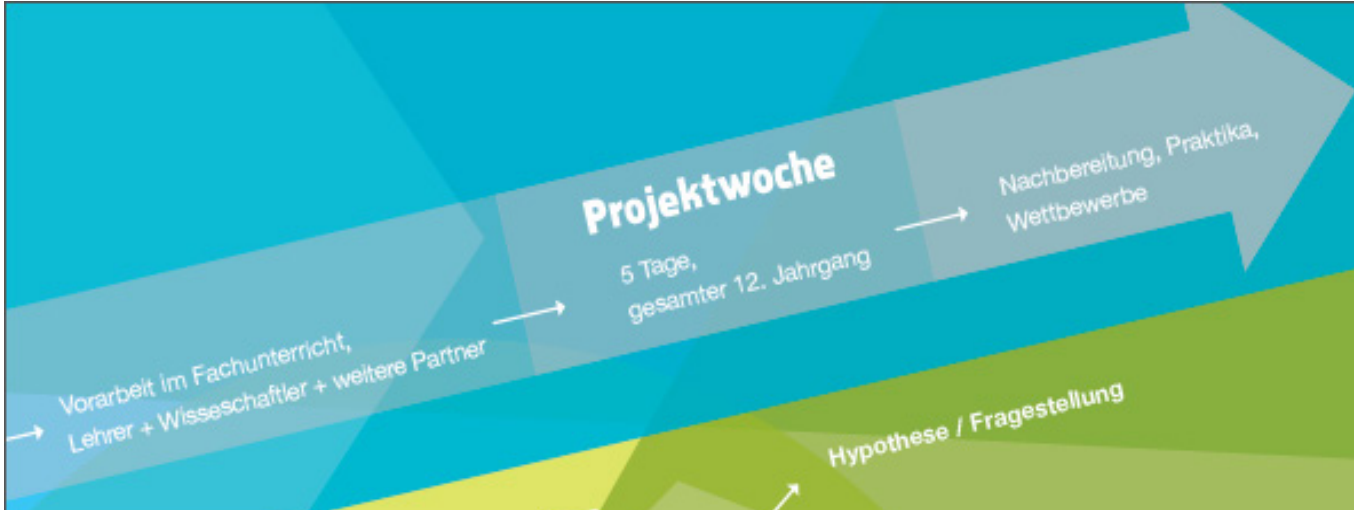 Vorarbeit im Fachunterricht,
Lehrer + Wisseschaftler + weitere Partner
Projektwoche
5 Tage,
gesamter 12. Jahrgang
Nachbereitung, Praktika,
Wettbewerbe
Hypothese / Fragestellung